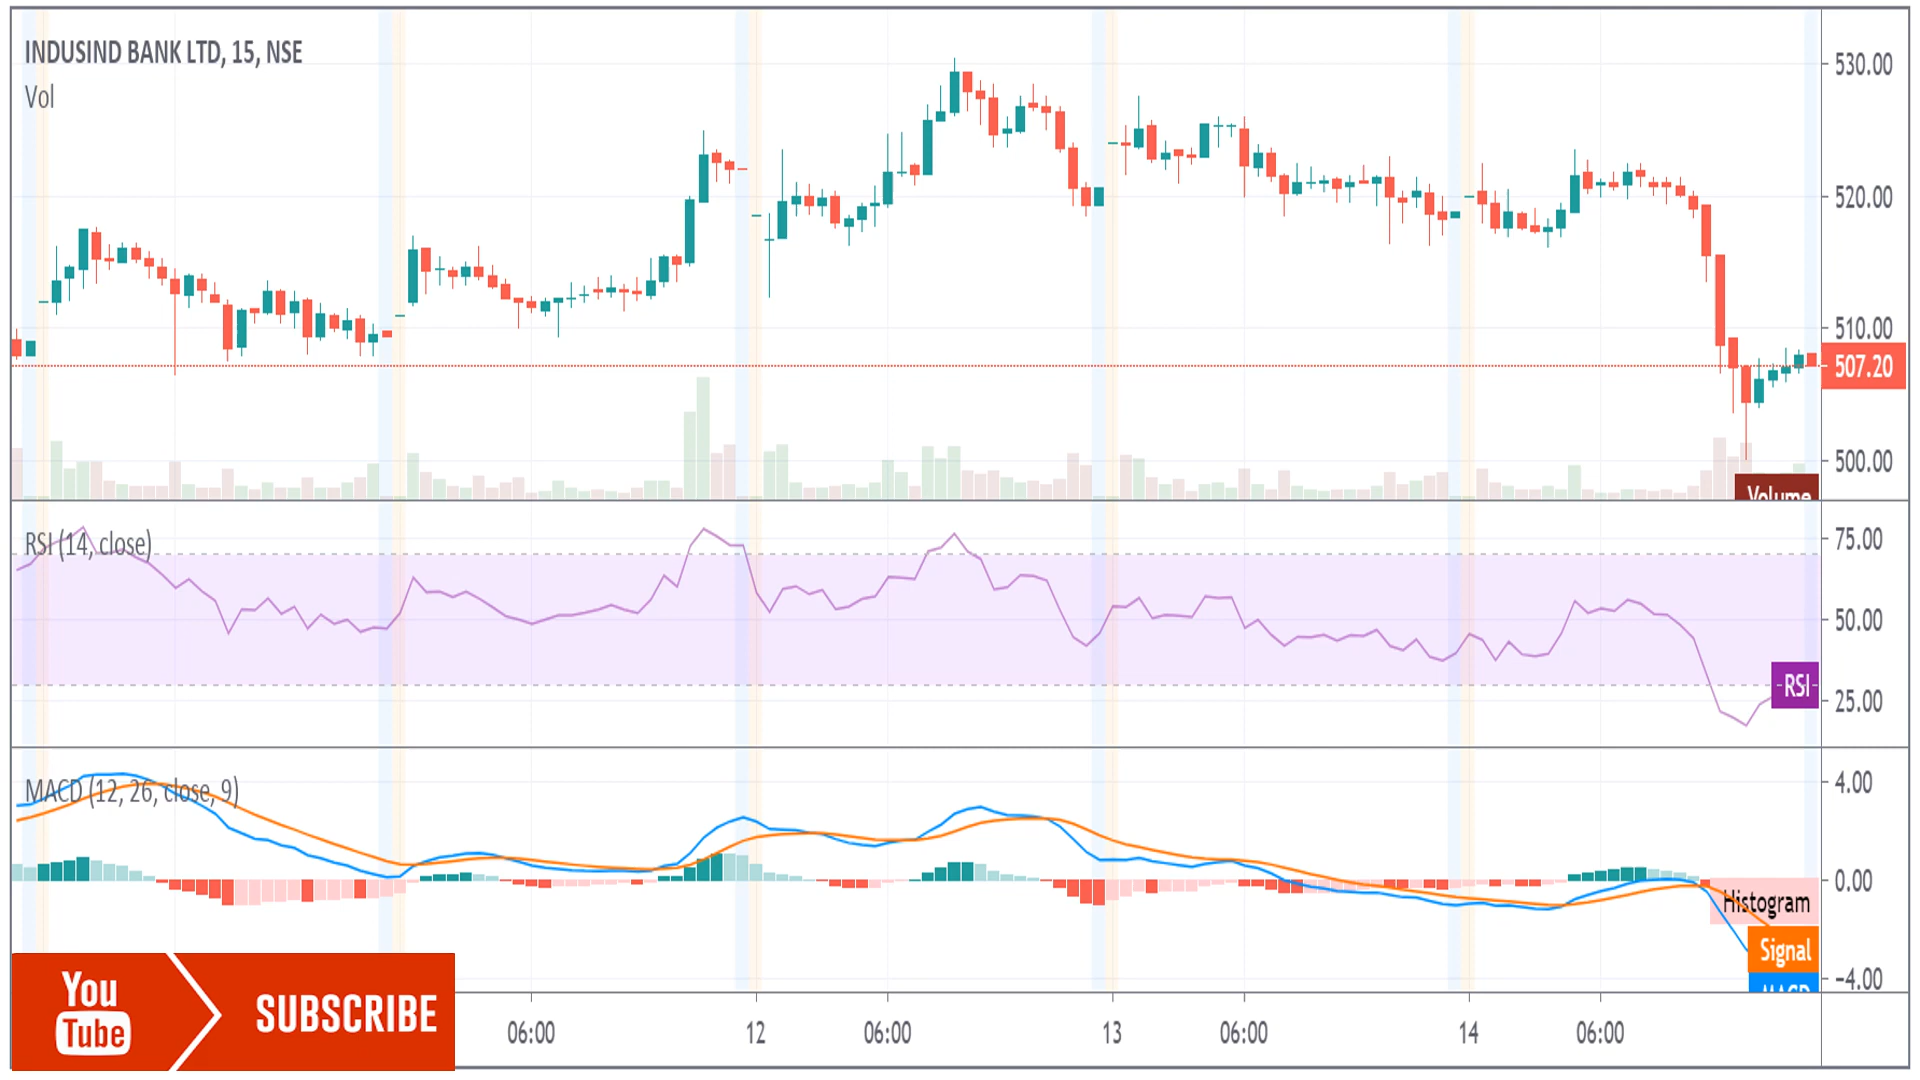 INDUSIND BANK LTD, 15, NSE
Vol
530.00
520.00
510.00
507.20
500.00
Volume
RSI (14, close)
75.00
50.00
RSI
25.00
MACD (12, 26, close, 9)
4.00
0.00
Histogram
Signal
MACD
−4.00
You
Tube
SUBSCRIBE
06:00 12 06:00 13 06:00 14 06:00